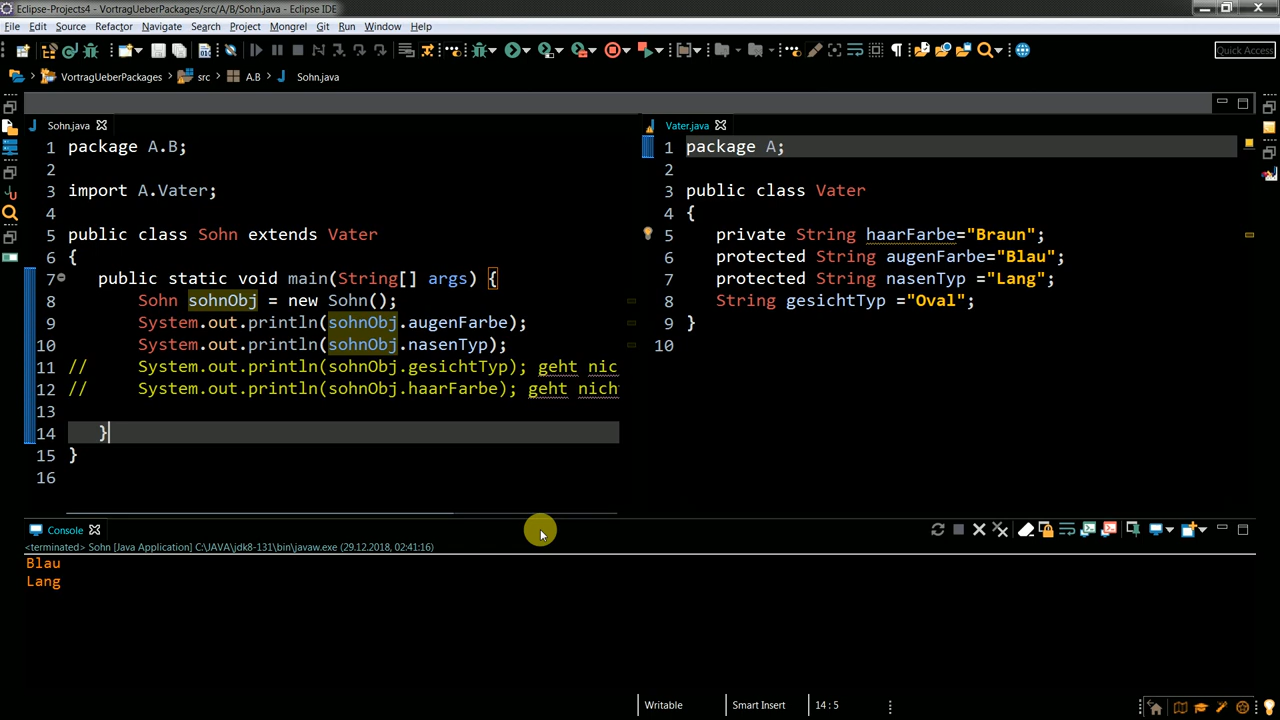 Eclipse-Projects4 - VortragUeberPackages/src/A/B/Sohn.java - Eclipse IDE
File Edit Source Refactor Navigate Search Project Mongrel Git Run Window Help
Quick Access
VortragUeberPackages src A.B Sohn.java
Sohn.java
1 package A.B;
2
3 import A.Vater;
4
5 public class Sohn extends Vater
6 {
7 public static void main(String[] args) {
8 Sohn sohnObj = new Sohn();
9 System.out.println(sohnObj.augenFarbe);
10 System.out.println(sohnObj.nasenTyp);
11 // System.out.println(sohnObj.gesichtTyp); geht nic
12 // System.out.println(sohnObj.haarFarbe); geht nich
13
14 }
15 }
16
Vater.java
1 package A;
2
3 public class Vater
4 {
5 private String haarFarbe="Braun";
6 protected String augenFarbe="Blau";
7 protected String nasenTyp ="Lang";
8 String gesichtTyp ="Oval";
9 }
10
Console
<terminated> Sohn [Java Application] C:\JAVA\jdk8-131\bin\javaw.exe (29.12.2018, 02:41:16)
Blau
Lang
Writable Smart Insert 14 : 5